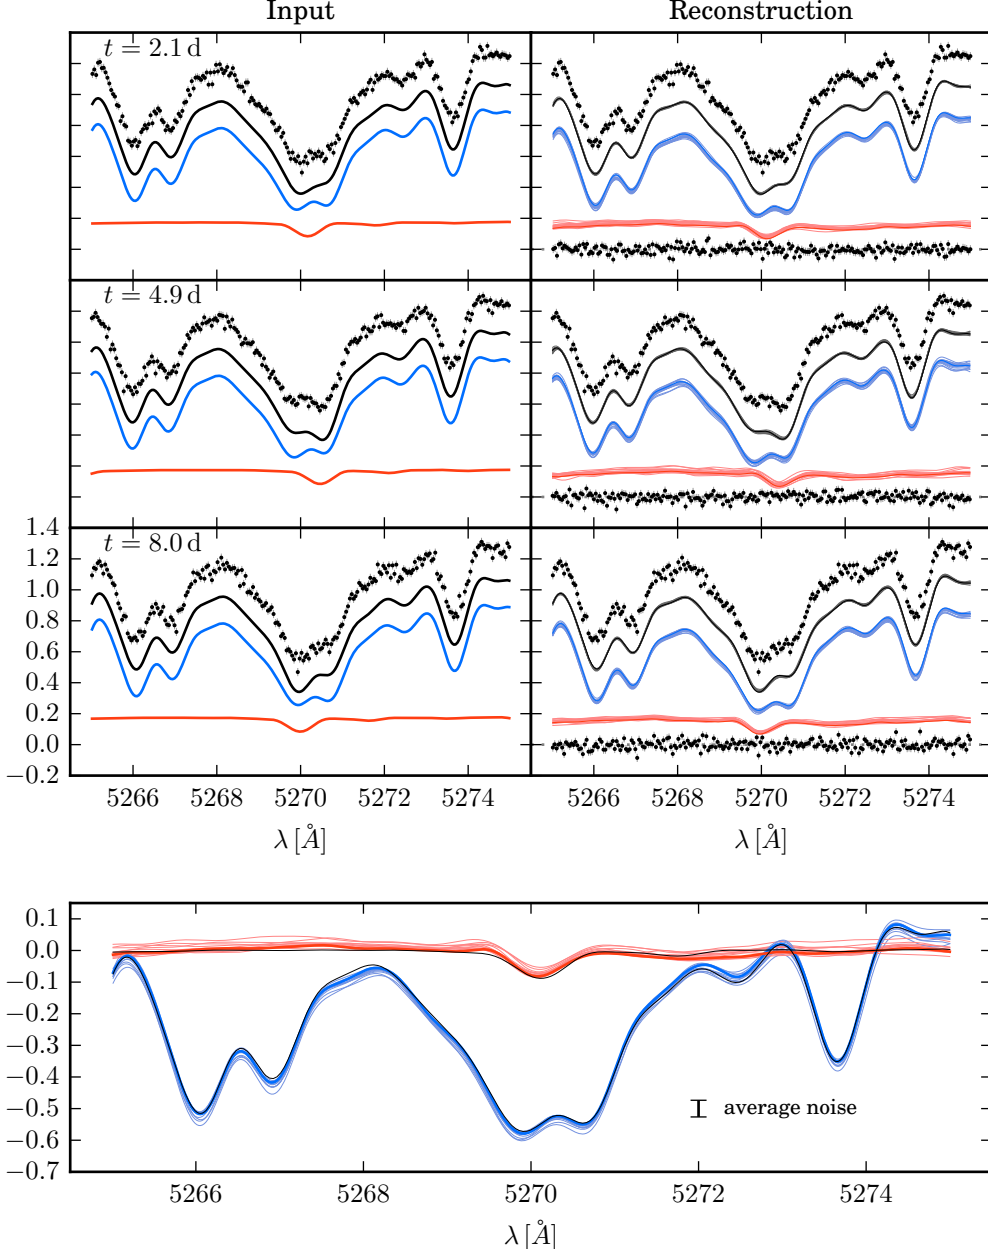 Input Reconstruction
t = 2.1 d
t = 4.9 d
t = 8.0 d
1.4
1.2
1.0
0.8
0.6
0.4
0.2
0.0
−0.2
5266 5268 5270 5272 5274 5266 5268 5270 5272 5274
λ [Å] λ [Å]
0.1
0.0
−0.1
−0.2
−0.3
−0.4
−0.5
−0.6
−0.7
average noise
5266 5268 5270 5272 5274
λ [Å]